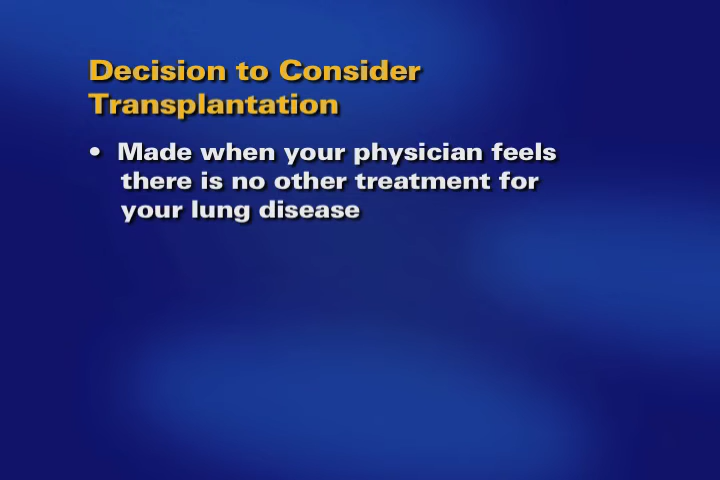 Decision to Consider
Transplantation
• Made when your physician feels
there is no other treatment for
your lung disease